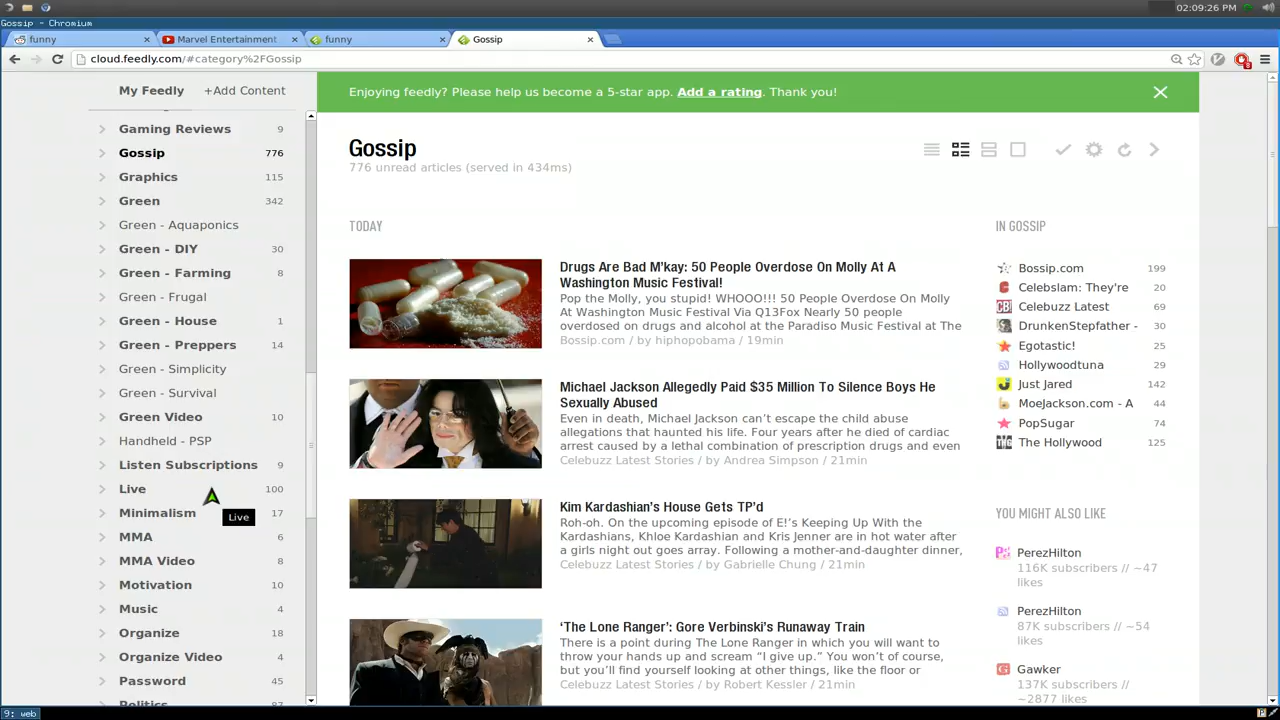 02:09:26 PM
Gossip - Chromium
funny
Marvel Entertainment
funny
Gossip
cloud.feedly.com/#category%2FGossip
My Feedly +Add Content
Gaming Reviews 9
Gossip 776
Graphics 115
Green 342
Green - Aquaponics
Green - DIY 30
Green - Farming 8
Green - Frugal
Green - House 1
Green - Preppers 14
Green - Simplicity
Green - Survival
Green Video 10
Handheld - PSP
Listen Subscriptions 9
Live 100
Live
Minimalism 17
MMA 6
MMA Video 8
Motivation 10
Music 4
Organize 18
Organize Video 4
Password 45
Politics 87
Enjoying feedly? Please help us become a 5-star app. Add a rating. Thank you!
Gossip
776 unread articles (served in 434ms)
TODAY
Drugs Are Bad M'kay: 50 People Overdose On Molly At A
Washington Music Festival!
Pop the Molly, you stupid! WHOOO!!! 50 People Overdose On Molly
At Washington Music Festival Via Q13Fox Nearly 50 people
overdosed on drugs and alcohol at the Paradiso Music Festival at The
Bossip.com / by hiphopobama / 19min
Michael Jackson Allegedly Paid $35 Million To Silence Boys He
Sexually Abused
Even in death, Michael Jackson can't escape the child abuse
allegations that haunted his life. Four years after he died of cardiac
arrest caused by a lethal combination of prescription drugs and even
Celebuzz Latest Stories / by Andrea Simpson / 21min
Kim Kardashian's House Gets TP'd
Roh-oh. On the upcoming episode of E!'s Keeping Up With the
Kardashians, Khloe Kardashian and Kris Jenner are in hot water after
a girls night out goes array. Following a mother-and-daughter dinner,
Celebuzz Latest Stories / by Gabrielle Chung / 21min
'The Lone Ranger': Gore Verbinski's Runaway Train
There is a point during The Lone Ranger in which you will want to
throw your hands up and scream "I give up." You won't of course,
but you'll find yourself looking at other things, like the floor or
Celebuzz Latest Stories / by Robert Kessler / 21min
IN GOSSIP
Bossip.com 199
Celebslam: They're 20
Celebuzz Latest 69
DrunkenStepfather - 30
Egotastic! 25
Hollywoodtuna 29
Just Jared 142
MoeJackson.com - A 44
PopSugar 74
The Hollywood 125
YOU MIGHT ALSO LIKE
PerezHilton
116K subscribers // ~47
likes
PerezHilton
87K subscribers // ~54
likes
Gawker
137K subscribers //
~2877 likes
9: web